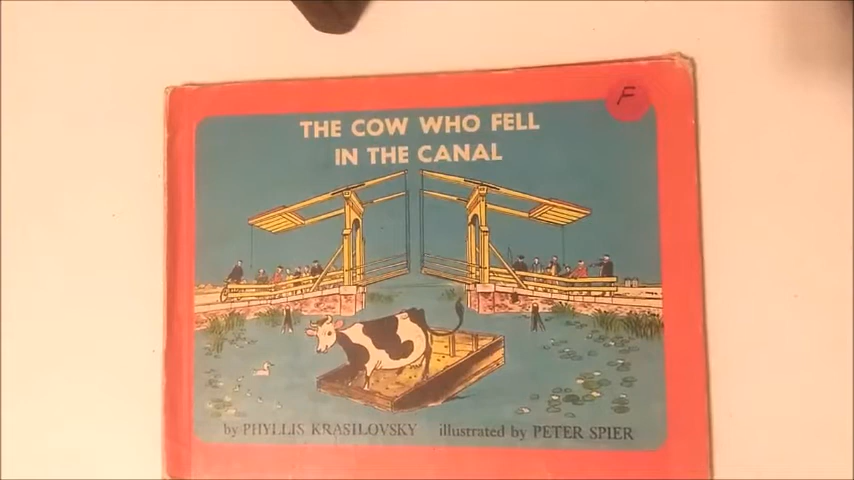 F
THE COW WHO FELL
IN THE CANAL
by PHYLLIS KRASILOVSKY illustrated by PETER SPIER